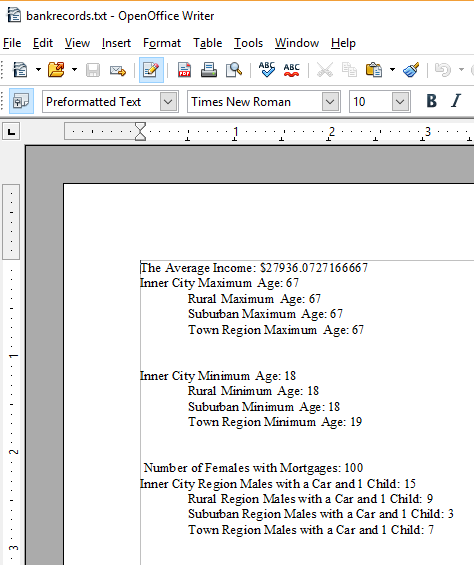 bankrecords.txt - OpenOffice Writer
File Edit View Insert Format Table Tools Window Help
ABC ABC
Preformatted Text Times New Roman 10 B I
1 2 3
The Average Income: $27936.0727166667
Inner City Maximum Age: 67
Rural Maximum Age: 67
Suburban Maximum Age: 67
Town Region Maximum Age: 67
1
Inner City Minimum Age: 18
Rural Minimum Age: 18
Suburban Minimum Age: 18
Town Region Minimum Age: 19
2
Number of Females with Mortgages: 100
Inner City Region Males with a Car and 1 Child: 15
Rural Region Males with a Car and 1 Child: 9
Suburban Region Males with a Car and 1 Child: 3
Town Region Males with a Car and 1 Child: 7
3